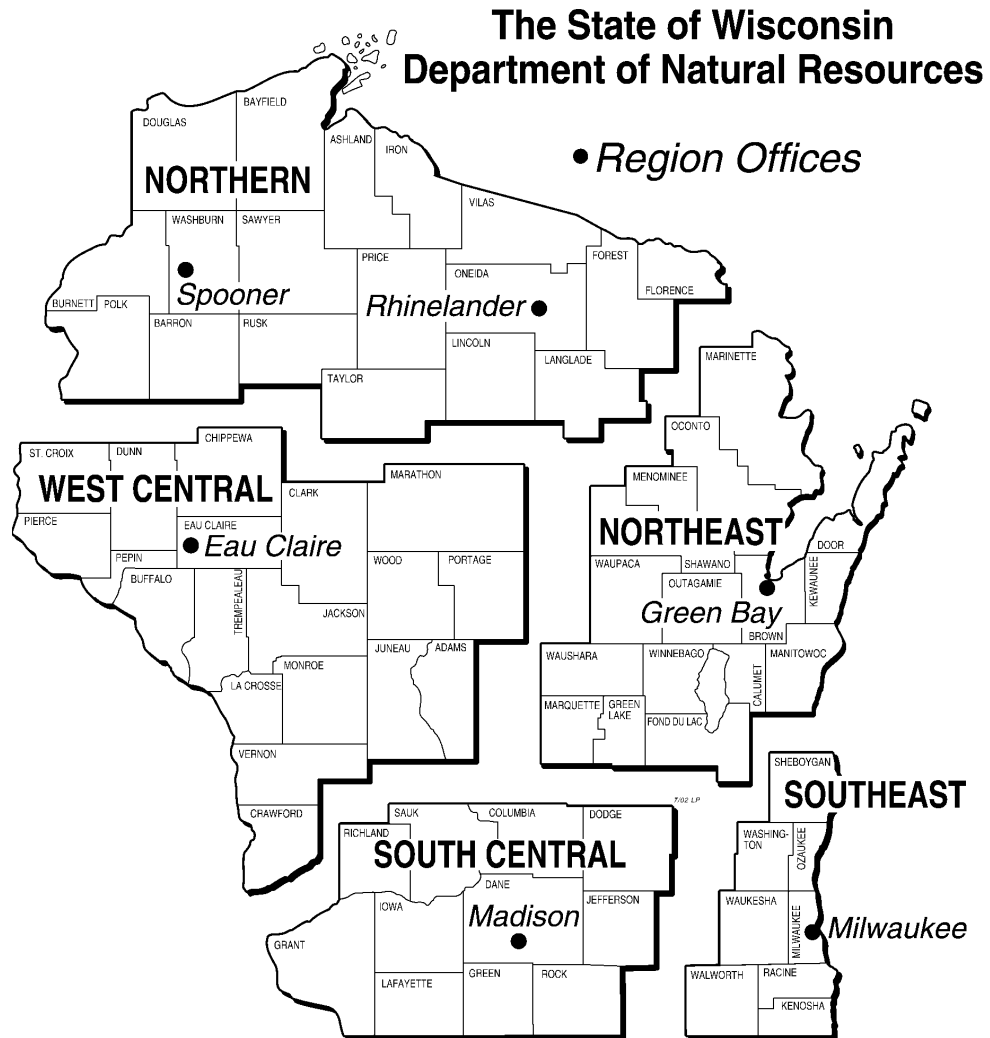 The State of Wisconsin
Department of Natural Resources
Region Offices
DOUGLAS
BAYFIELD
ASHLAND
IRON
NORTHERN
VILAS
WASHBURN
SAWYER
PRICE
ONEIDA
FOREST
FLORENCE
Spooner
Rhinelander
BURNETT
POLK
BARRON
RUSK
LINCOLN
LANGLADE
TAYLOR
MARINETTE
OCONTO
MENOMINEE
NORTHEAST
DOOR
WAUPACA
SHAWANO
OUTAGAMIE
KEWAUNEE
Green Bay
BROWN
WAUSHARA
WINNEBAGO
CALUMET
MANITOWOC
MARQUETTE
GREEN
LAKE
FOND DU LAC
CHIPPEWA
ST. CROIX
DUNN
WEST CENTRAL
CLARK
MARATHON
PIERCE
EAU CLAIRE
Eau Claire
PEPIN
BUFFALO
TREMPEALEAU
WOOD
PORTAGE
JACKSON
JUNEAU
ADAMS
MONROE
LA CROSSE
VERNON
CRAWFORD
SHEBOYGAN
SOUTHEAST
WASHING-
TON
OZAUKEE
WAUKESHA
MILWAUKEE
Milwaukee
WALWORTH
RACINE
KENOSHA
7/02 LP
SAUK
COLUMBIA
DODGE
RICHLAND
SOUTH CENTRAL
DANE
IOWA
JEFFERSON
Madison
GRANT
LAFAYETTE
GREEN
ROCK